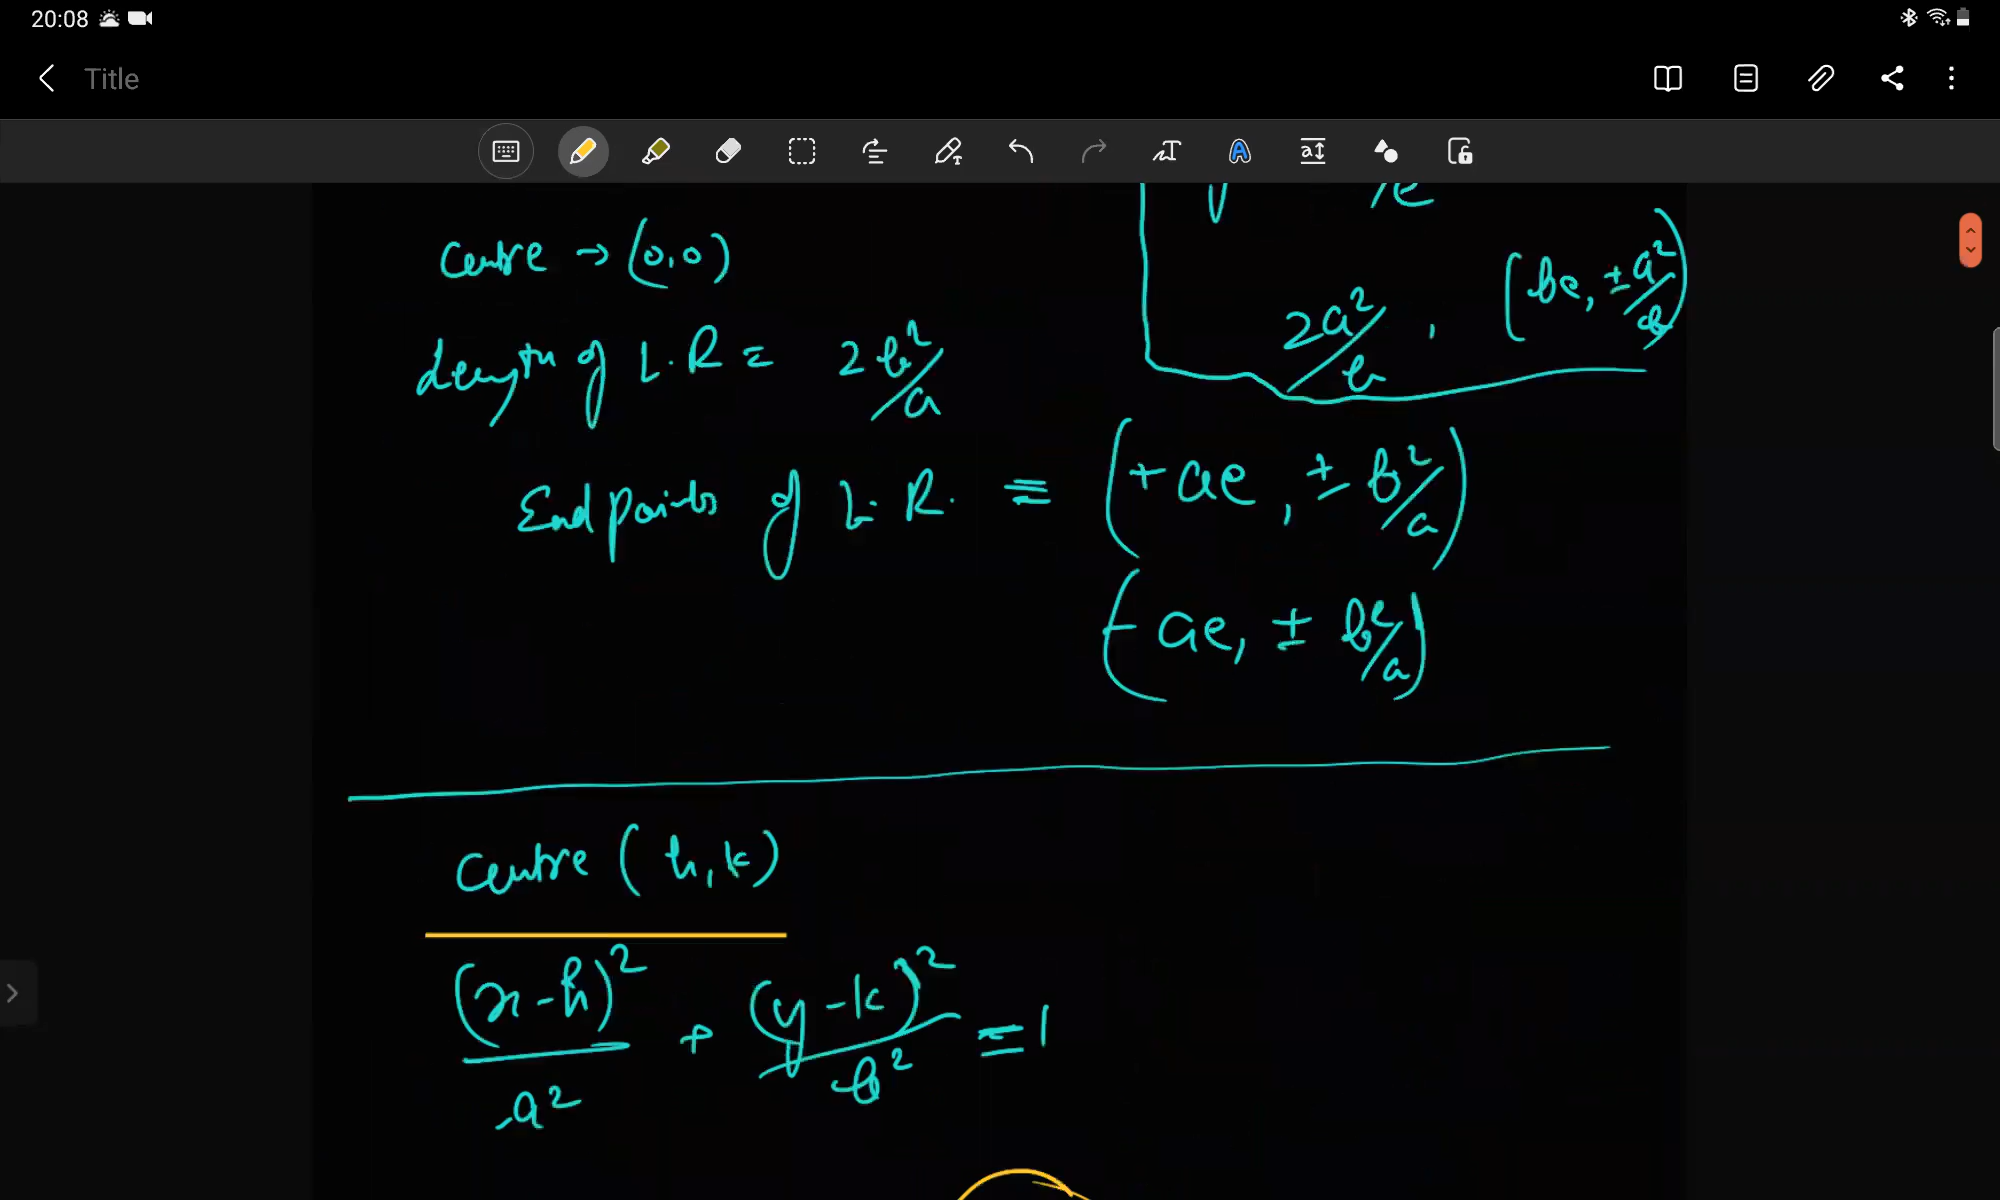 20:08
Title
Centre → (0,0)
Length of L.R = 2b²/a
2a²/b , (be, ±a²/b)
End points of L.R. ≡ (+ae, ±b²/a)
(-ae, ±b²/a)
Centre (h,k)
(x-h)²/a² + (y-k)²/b² = 1